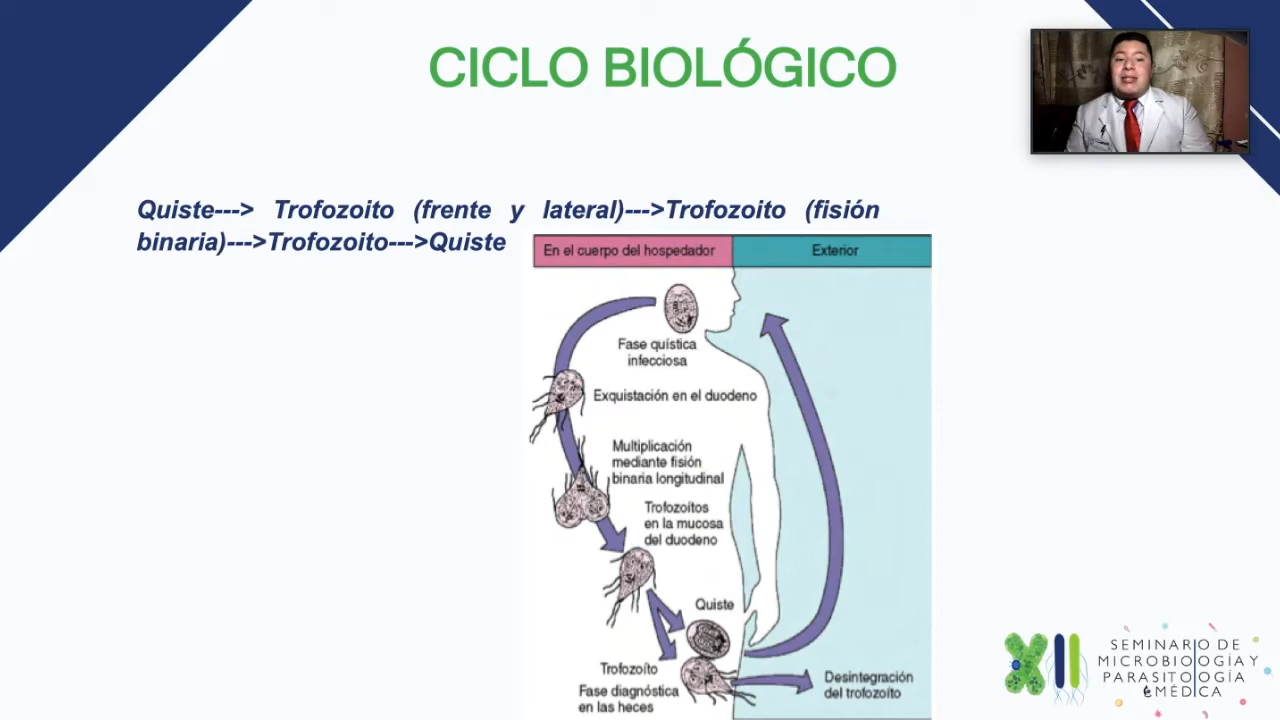 CICLO BIOLÓGICO
Quiste---> Trofozoito (frente y lateral)--->Trofozoito (fisión
binaria)--->Trofozoito--->Quiste
En el cuerpo del hospedador
Exterior
Fase quística
infecciosa
Exquistación en el duodeno
Multiplicación
mediante fisión
binaria longitudinal
Trofozoítos
en la mucosa
del duodeno
Quiste
Trofozoíto
Fase diagnóstica
en las heces
Desintegración
del trofozoíto
XII
SEMINARIO DE
MICROBIOLOGÍA Y
PARASITOLOGÍA
MÉDICA